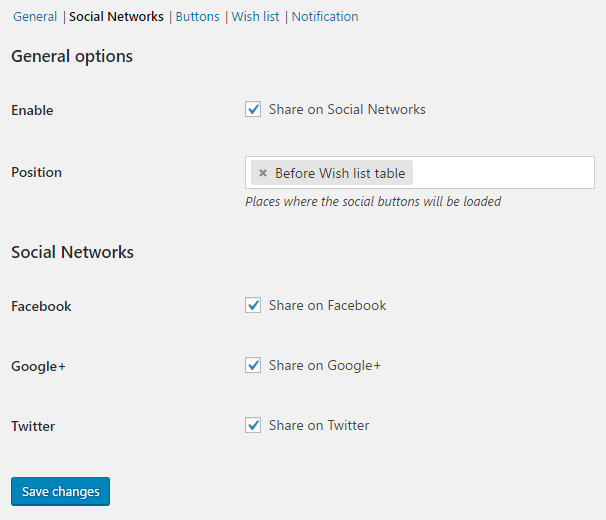 General | Social Networks | Buttons | Wish list | Notification
General options
Enable Share on Social Networks
Position × Before Wish list table
Places where the social buttons will be loaded
Social Networks
Facebook Share on Facebook
Google+ Share on Google+
Twitter Share on Twitter
Save changes